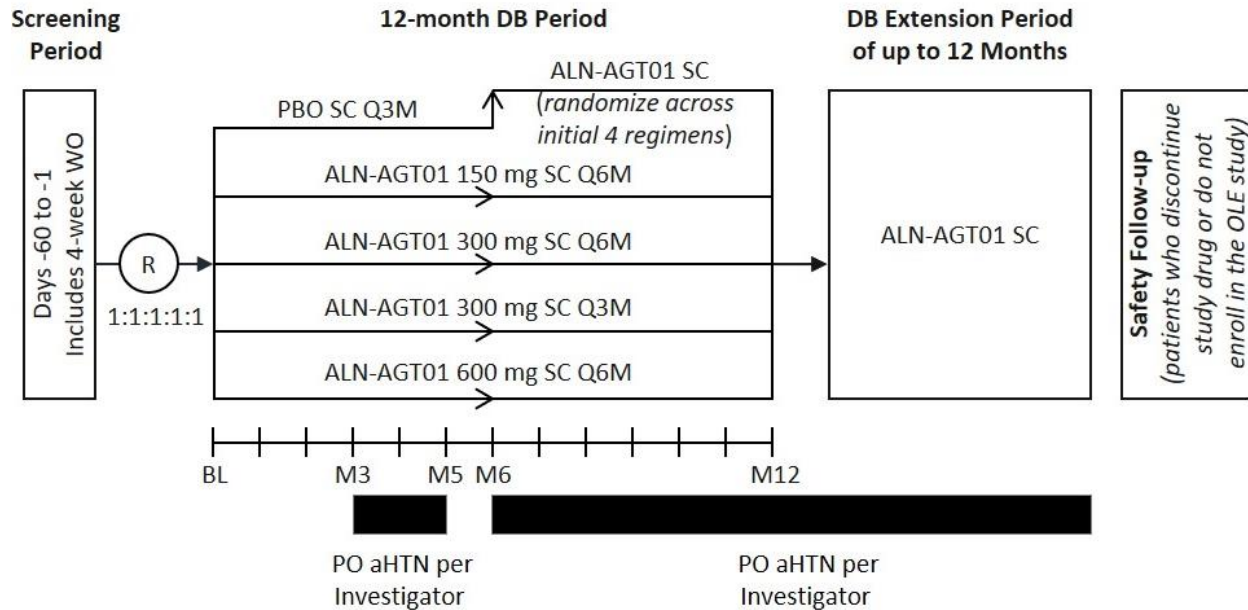 Screening
Period
12-month DB Period
DB Extension Period
of up to 12 Months
Days -60 to -1
Includes 4-week WO
R
1:1:1:1:1
PBO SC Q3M
ALN-AGT01 SC
(randomize across
initial 4 regimens)
ALN-AGT01 150 mg SC Q6M
ALN-AGT01 300 mg SC Q6M
ALN-AGT01 300 mg SC Q3M
ALN-AGT01 600 mg SC Q6M
ALN-AGT01 SC
Safety Follow-up
(patients who discontinue
study drug or do not
enroll in the OLE study)
BL
M3
M5
M6
M12
PO aHTN per
Investigator
PO aHTN per
Investigator